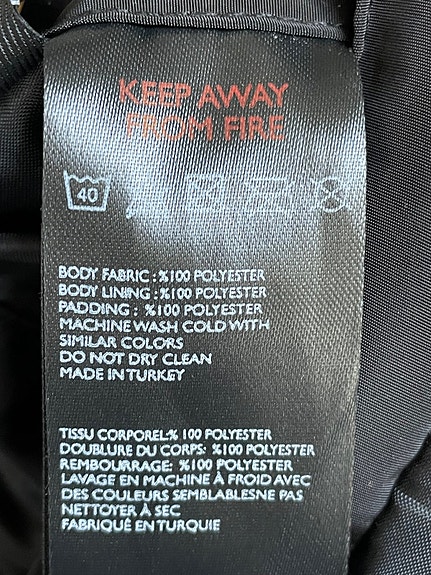 KEEP AWAY
FROM FIRE
40
BODY FABRIC : %100 POLYESTER
BODY LINING : %100 POLYESTER
PADDING : %100 POLYESTER
MACHINE WASH COLD WITH
SIMILAR COLORS
DO NOT DRY CLEAN
MADE IN TURKEY
TISSU CORPOREL:% 100 POLYESTER
DOUBLURE DU CORPS: %100 POLYESTER
REMBOURRAGE: %100 POLYESTER
LAVAGE EN MACHINE À FROID AVEC
DES COULEURS SEMBLABLESNE PAS
NETTOYER À SEC
FABRIQUÉ EN TURQUIE